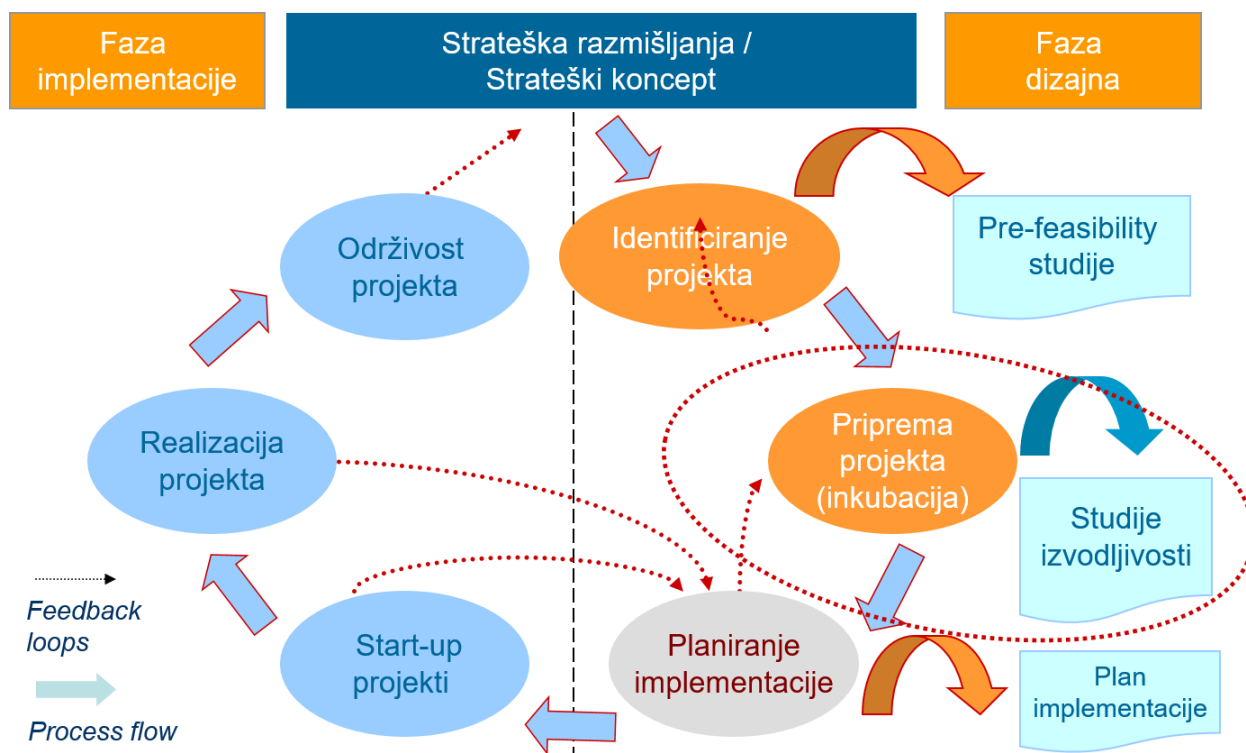 Faza
implementacije
Strateška razmišljanja /
Strateški koncept
Faza
dizajna
Održivost
projekta
Identificiranje
projekta
Pre-feasibility
studije
Realizacija
projekta
Priprema
projekta
(inkubacija)
Studije
izvodljivosti
Feedback
loops
Process flow
Start-up
projekti
Planiranje
implementacije
Plan
implementacije